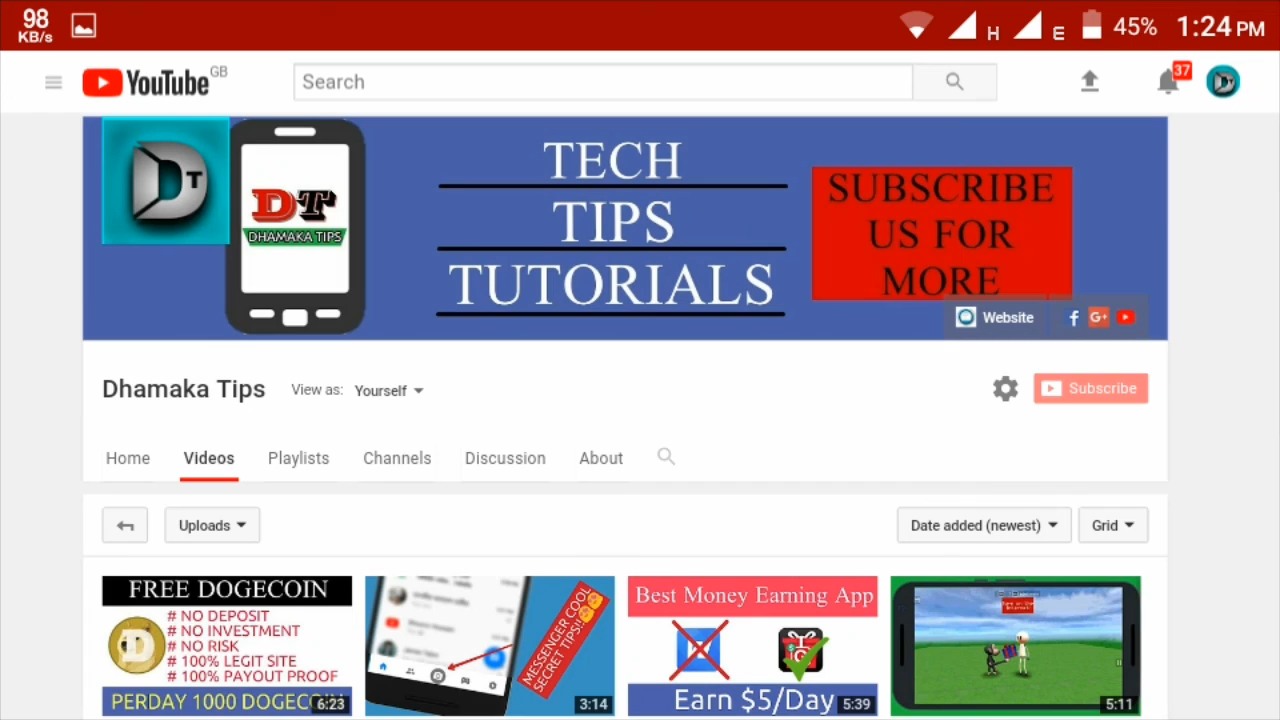 98
KB/s
H
E
45%
1:24 PM
YouTube GB
Search
37
DT
DT
DHAMAKA TIPS
TECH
TIPS
TUTORIALS
SUBSCRIBE
US FOR
MORE
Website
f
G+
Dhamaka Tips
View as: Yourself
Subscribe
Home
Videos
Playlists
Channels
Discussion
About
Uploads
Date added (newest)
Grid
FREE DOGECOIN
# NO DEPOSIT
# NO INVESTMENT
# NO RISK
# 100% LEGIT SITE
# 100% PAYOUT PROOF
PERDAY 1000 DOGEC
6:23
MESSENGER COOL
SECRET TIPS!!
3:14
Best Money Earning App
Earn $5/Day
5:39
5:11